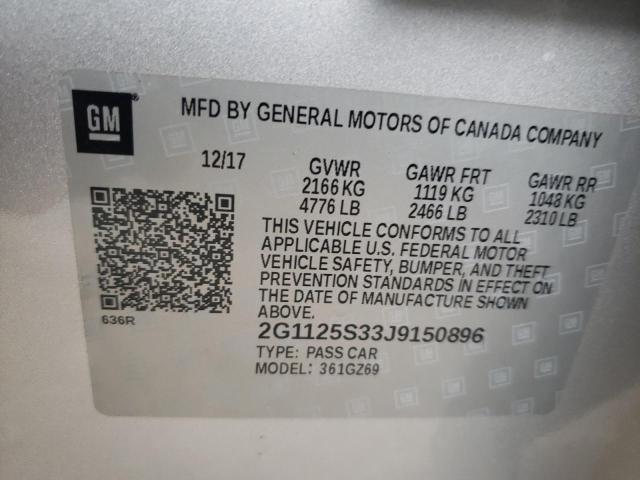 GM
MFD BY GENERAL MOTORS OF CANADA COMPANY
12/17 GVWR GAWR FRT GAWR RR
2166 KG 1119 KG 1048 KG
4776 LB 2466 LB 2310 LB
THIS VEHICLE CONFORMS TO ALL
APPLICABLE U.S. FEDERAL MOTOR
VEHICLE SAFETY, BUMPER, AND THEFT
PREVENTION STANDARDS IN EFFECT ON
THE DATE OF MANUFACTURE SHOWN
ABOVE.
636R
2G1125S33J9150896
TYPE: PASS CAR
MODEL: 361GZ69